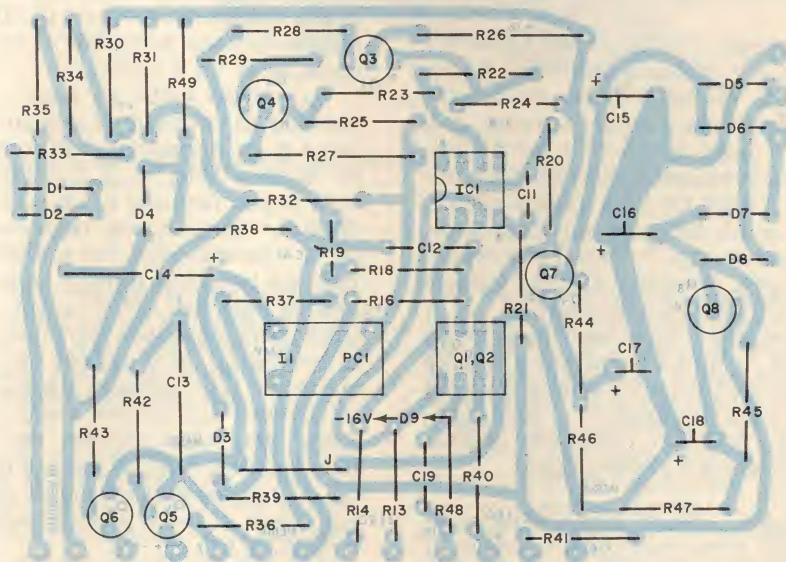 R28
R26
R30
R31
R34
R49
R35
R29
Q3
R22
D5
Q4
R23
R24
+
C15
R25
D6
R33
R27
R20
D1
IC1
C11
D2
D4
R32
C16
D7
R38
R19
C12
+
+
C14
R18
Q7
D8
R37
R16
R21
Q8
R44
I1 PC1
Q1,Q2
C17
+
C13
R43
R42
D3
-16V
D9
R46
C18
R45
+
J
R14
R13
C19
R48
R40
R39
R47
Q6
Q5
R36
R41